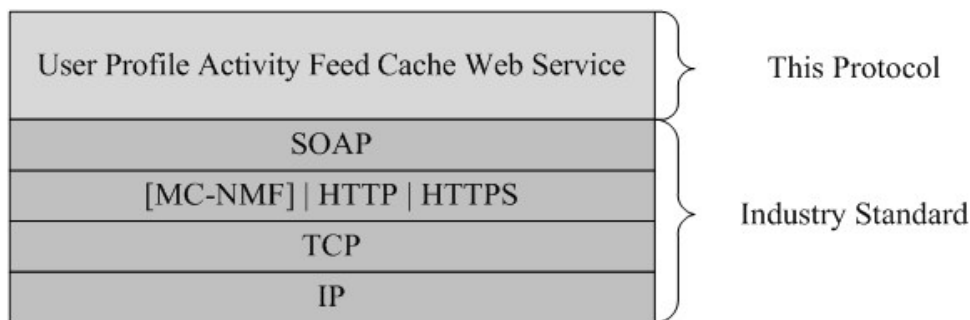 User Profile Activity Feed Cache Web Service
This Protocol
SOAP
[MC-NMF] | HTTP | HTTPS
Industry Standard
TCP
IP